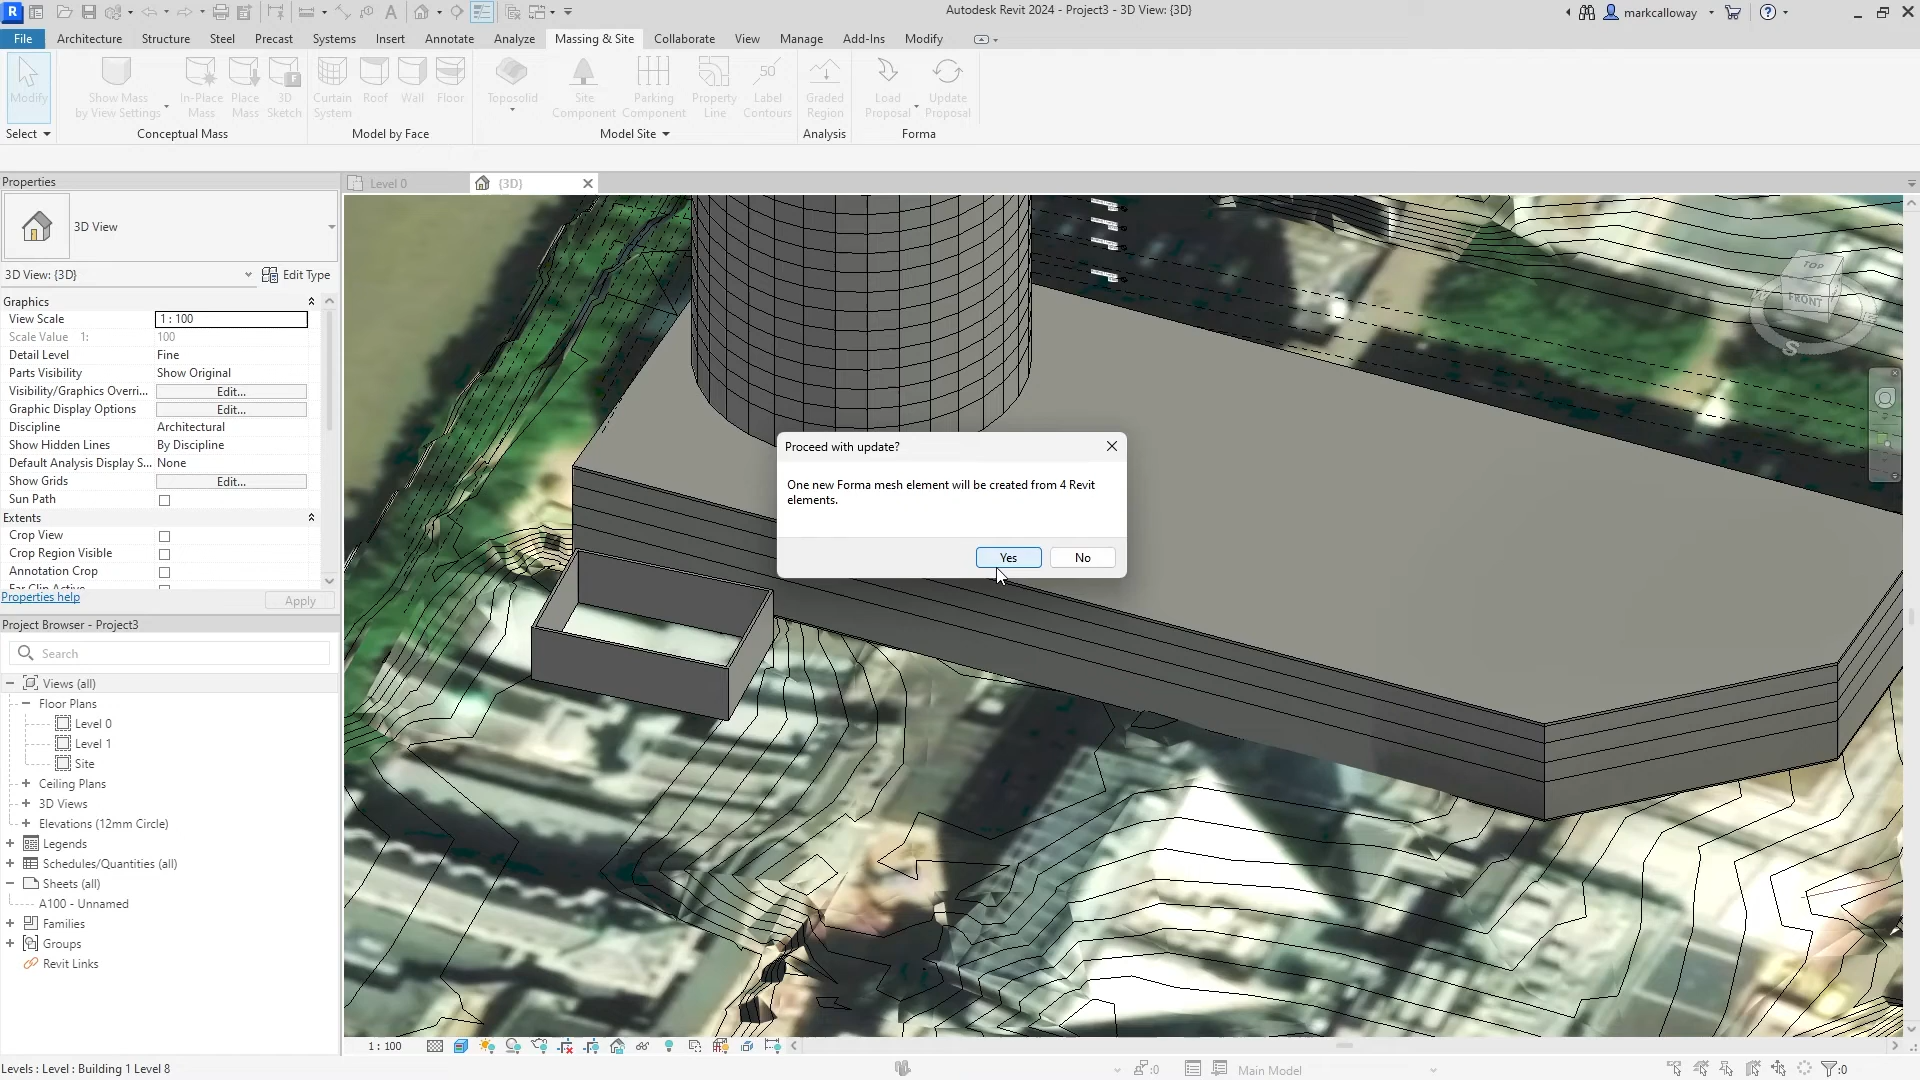 R
Autodesk Revit 2024 - Project3 - 3D View: {3D}
markcalloway
File
Architecture
Structure
Steel
Precast
Systems
Insert
Annotate
Analyze
Massing & Site
Collaborate
View
Manage
Add-Ins
Modify
Modify
Show Mass
by View Settings
In-Place
Mass
Place
Mass
3D
Sketch
Curtain
System
Roof
Wall
Floor
Toposolid
Site
Component
Parking
Component
Property
Line
50
Label
Contours
Graded
Region
Load
Proposal
Update
Proposal
Select
Conceptual Mass
Model by Face
Model Site
Analysis
Forma
Properties
Level 0
{3D}
3D View
3D View: {3D}
Edit Type
Graphics
View Scale
1 : 100
Scale Value 1:
100
Detail Level
Fine
Parts Visibility
Show Original
Visibility/Graphics Overri...
Edit...
Graphic Display Options
Edit...
Discipline
Architectural
Show Hidden Lines
By Discipline
Default Analysis Display S...
None
Show Grids
Edit...
Sun Path
Extents
Crop View
Crop Region Visible
Annotation Crop
Far Clip Active
Properties help
Apply
Project Browser - Project3
Search
Views (all)
Floor Plans
Level 0
Level 1
Site
Ceiling Plans
3D Views
Elevations (12mm Circle)
Legends
Schedules/Quantities (all)
Sheets (all)
A100 - Unnamed
Families
Groups
Revit Links
TOP
FRONT
S
Proceed with update?
One new Forma mesh element will be created from 4 Revit
elements.
Yes
No
1 : 100
Levels : Level : Building 1 Level 8
:0
Main Model
:0